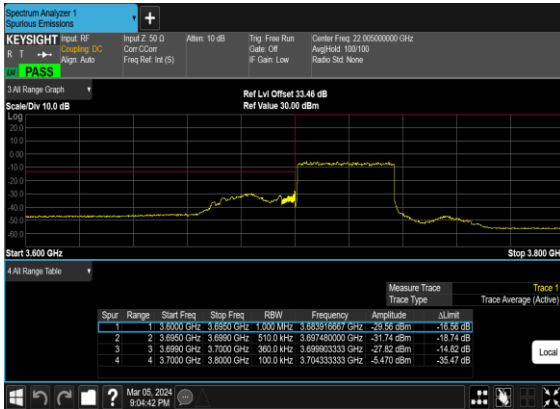 Spectrum Analyzer 1
Spurious Emissions
+
KEYSIGHT Input: RF Input Z: 50 Ω Atten: 10 dB Trig: Free Run Center Freq: 22.005000000 GHz
R T Coupling: DC Corr CCorr Gate: Off Avg|Hold: 100/100
Align: Auto Freq Ref: Int (S) IF Gain: Low Radio Std: None
PASS
3 All Range Graph
Ref Lvl Offset 33.46 dB
Scale/Div 10.0 dB Ref Value 30.00 dBm
Log
20.0
10.0
0.00
-10.0
-20.0
-30.0
-40.0
-50.0
-60.0
Start 3.600 GHz Stop 3.800 GH
4 All Range Table
Measure Trace Trace 1
Trace Type Trace Average (Active)
Spur Range Start Freq Stop Freq RBW Frequency Amplitude ΔLimit
1 1 3.6000 GHz 3.6950 GHz 1.000 MHz 3.683916667 GHz -29.56 dBm -16.56 dB
2 2 3.6950 GHz 3.6990 GHz 510.0 kHz 3.697480000 GHz -31.74 dBm -18.74 dB
3 3 3.6990 GHz 3.7000 GHz 360.0 kHz 3.699903333 GHz -27.82 dBm -14.82 dB
4 4 3.7000 GHz 3.8000 GHz 100.0 kHz 3.704333333 GHz -5.470 dBm -35.47 dB
Local
? Mar 05, 2024
9:04:42 PM